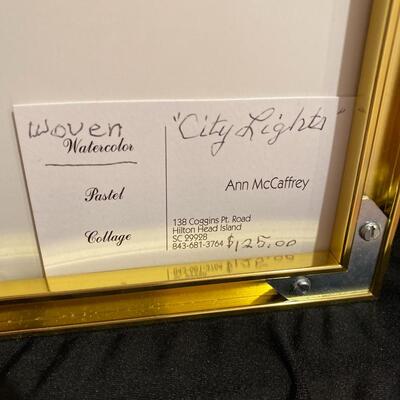 Woven
Watercolor
Pastel
Collage
"City Lights"
Ann McCaffrey
138 Coggins Pt. Road
Hilton Head Island
SC 29928
843-681-3764 $125.00